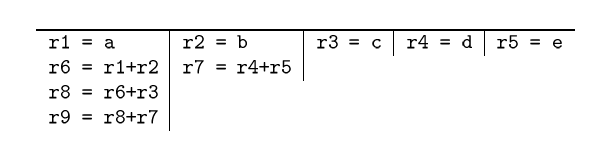 r1 = a r2 = b r3 = c r4 = d r5 = e
r6 = r1+r2 r7 = r4+r5
r8 = r6+r3
r9 = r8+r7